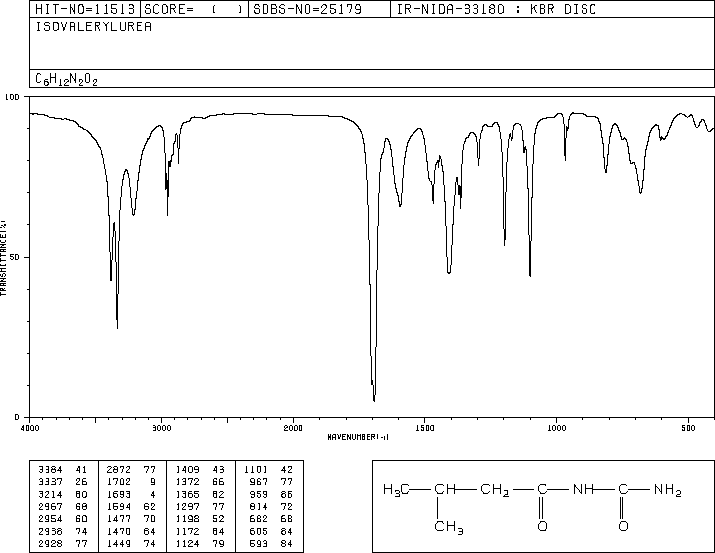 HIT-NO=11513 SCORE= ( ) SDBS-NO=25179 IR-NIDA-33180 : KBR DISC
ISOVALERYLUREA
C6H12N2O2
100
50
0
TRANSMITTANCE(%)
4000 3000 2000 1500 1000 500
WAVENUMBER(-1)
3384 41 2872 77 1409 43 1101 42
3337 26 1702 9 1372 66 967 77
3214 60 1693 4 1365 62 959 86
2967 68 1594 62 1297 77 814 72
2954 60 1477 70 1198 52 682 68
2936 74 1470 64 1172 84 605 84
2928 77 1449 74 1124 79 593 84
H3C CH CH2 C NH C NH2
CH3 O O